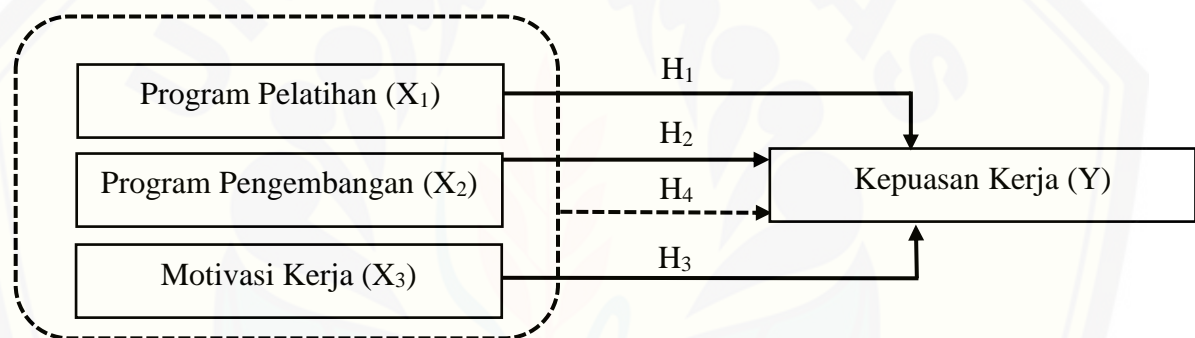 H₁
Program Pelatihan (X₁)
H₂
Program Pengembangan (X₂)
H₄
Kepuasan Kerja (Y)
H₃
Motivasi Kerja (X₃)